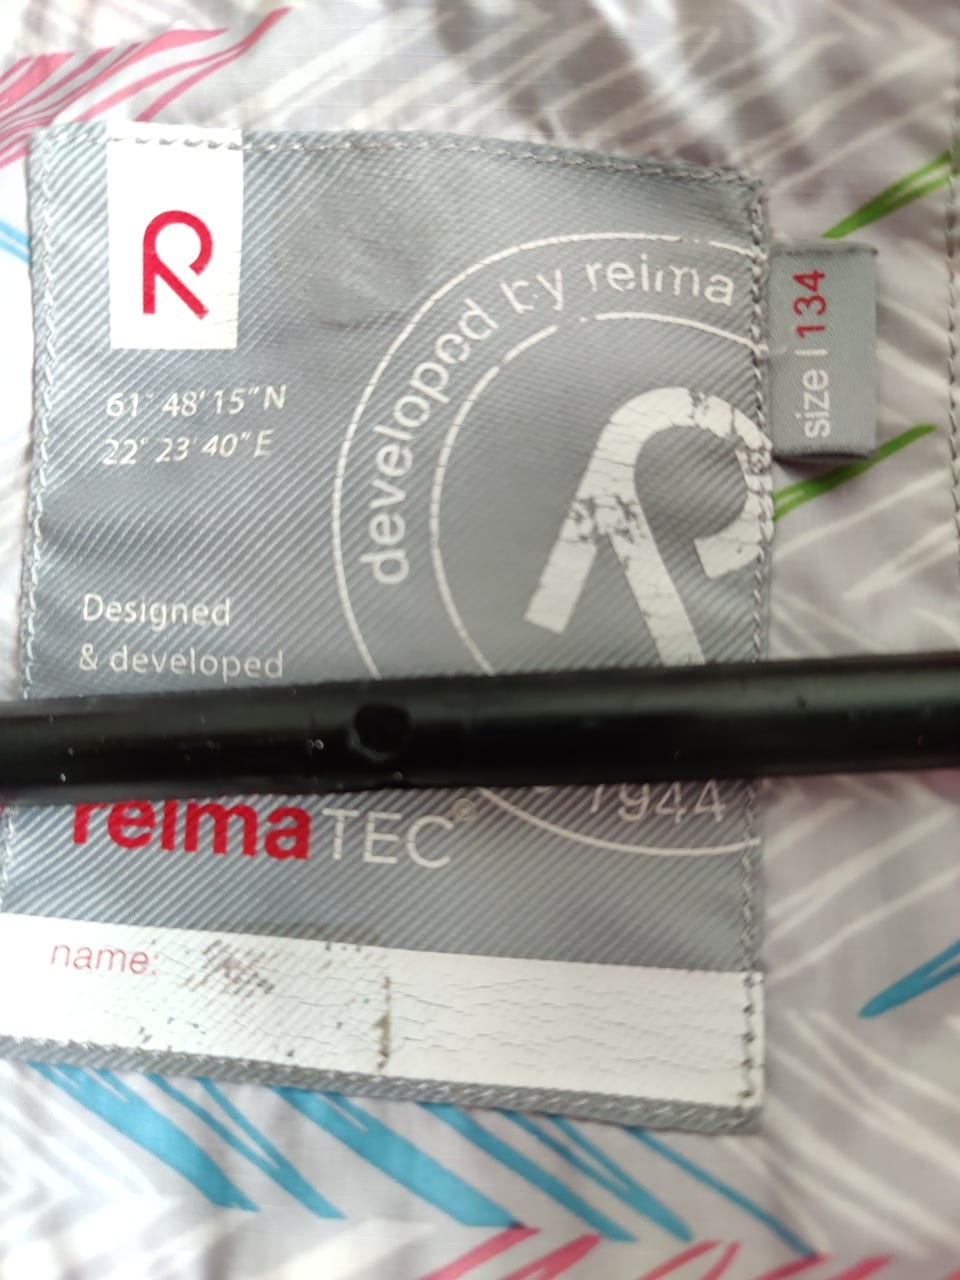 developed by reima
size | 134
61° 48' 15" N
22° 23' 40" E
Designed
& developed
1944
reimaTEC®
name: